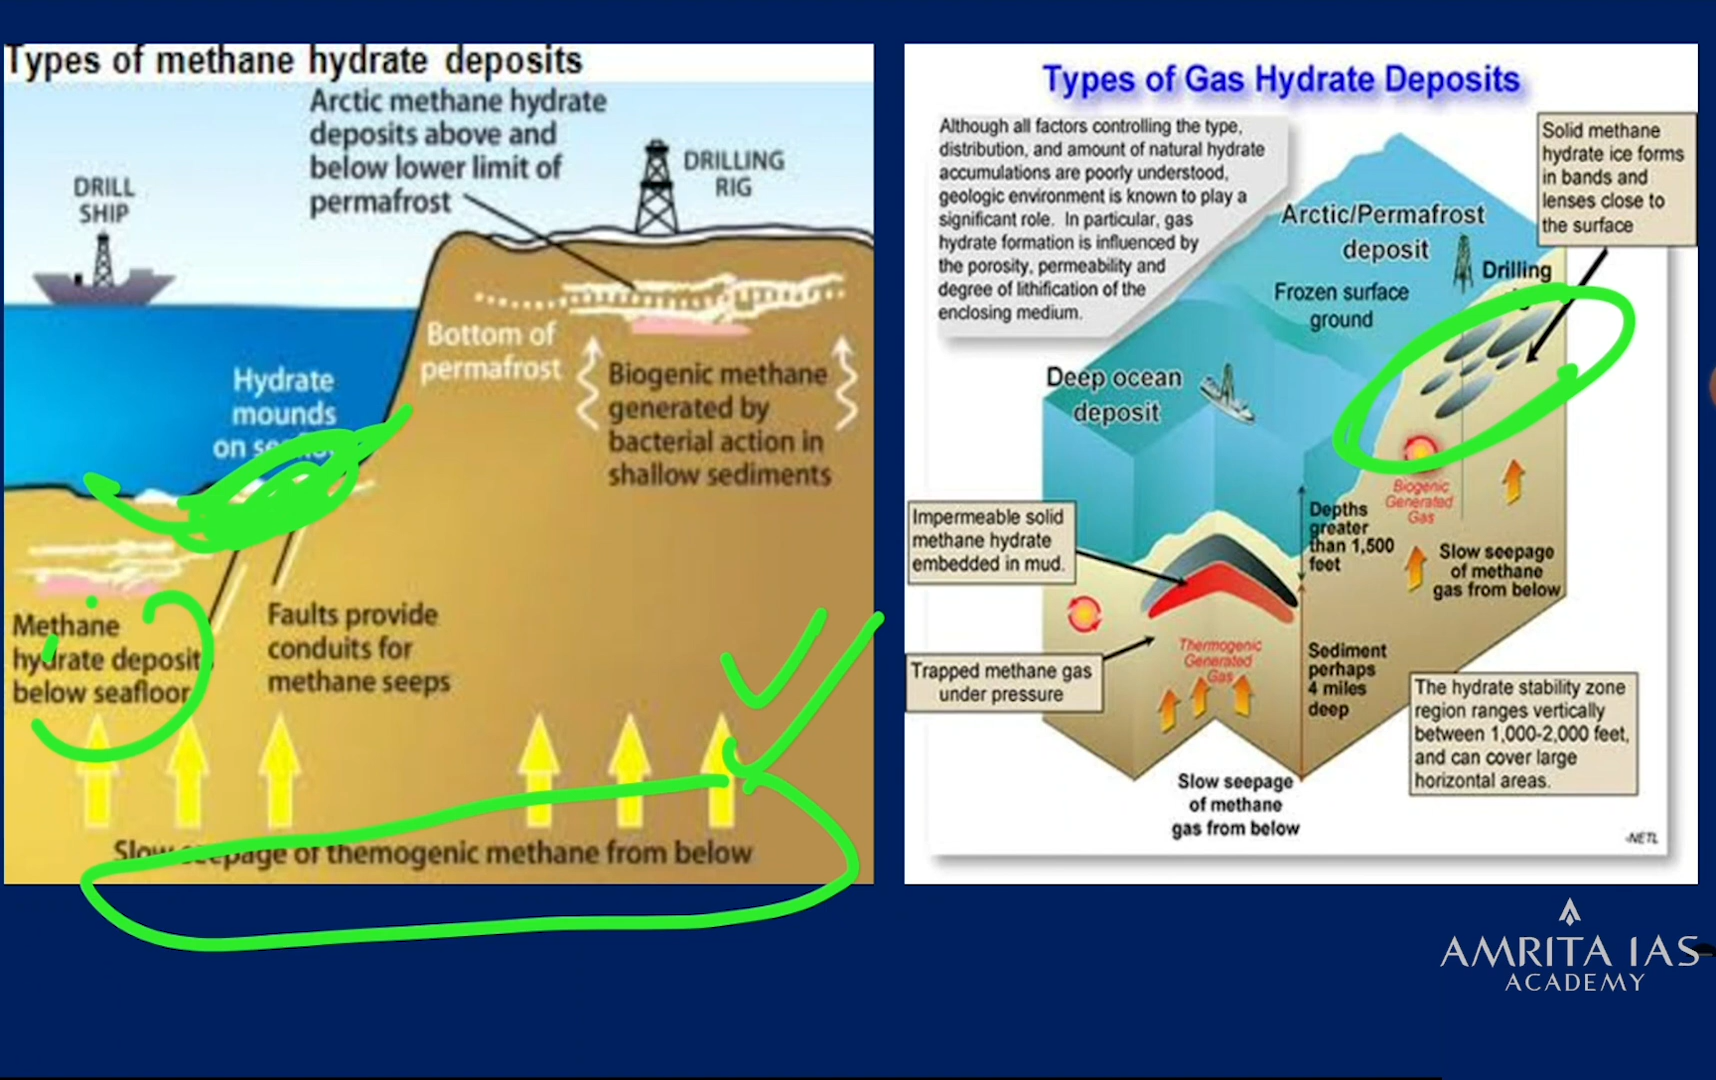 Types of methane hydrate deposits
Arctic methane hydrate
deposits above and
below lower limit of
permafrost
DRILLING
RIG
DRILL
SHIP
Bottom of
permafrost
Hydrate
mounds
on
Biogenic methane
generated by
bacterial action in
shallow sediments
Methane
hydrate deposit
below seafloor
Faults provide
conduits for
methane seeps
Slow seepage of themogenic methane from below
Types of Gas Hydrate Deposits
Although all factors controlling the type,
distribution, and amount of natural hydrate
accumulations are poorly understood,
geologic environment is known to play a
significant role. In particular, gas
hydrate formation is influenced by
the porosity, permeability and
degree of lithification of the
enclosing medium.
Solid methane
hydrate ice forms
in bands and
lenses close to
the surface
Arctic/Permafrost
deposit
Drilling
Frozen surface
ground
Deep ocean
deposit
Biogenic
Generated
Gas
Impermeable solid
methane hydrate
embedded in mud.
Depths
greater
than 1,500
feet
Slow seepage
of methane
gas from below
Thermogenic
Generated
Gas
Trapped methane gas
under pressure
Sediment
perhaps
4 miles
deep
The hydrate stability zone
region ranges vertically
between 1,000-2,000 feet,
and can cover large
horizontal areas.
Slow seepage
of methane
gas from below
-NETL
AMRITA IAS
ACADEMY